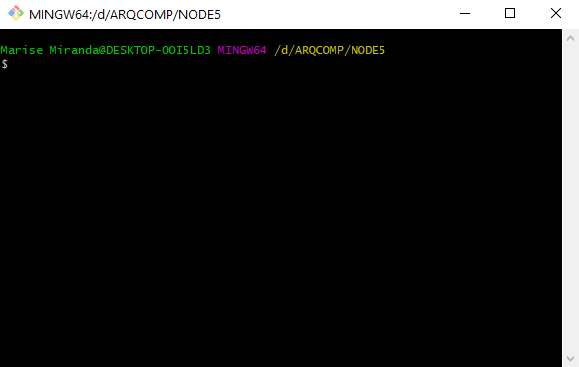 MINGW64:/d/ARQCOMP/NODE5
Marise Miranda@DESKTOP-OOI5LD3 MINGW64 /d/ARQCOMP/NODE5
$